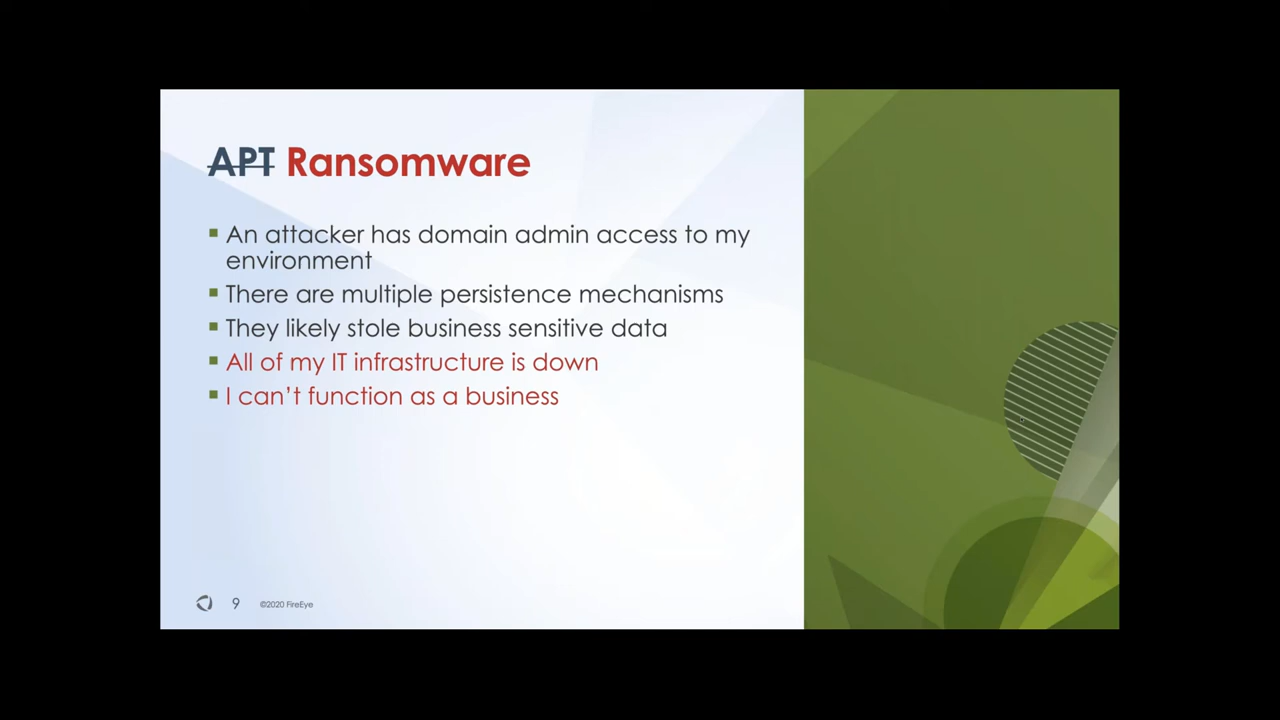 APT Ransomware
An attacker has domain admin access to my
environment
There are multiple persistence mechanisms
They likely stole business sensitive data
All of my IT infrastructure is down
I can’t function as a business
9 ©2020 FireEye